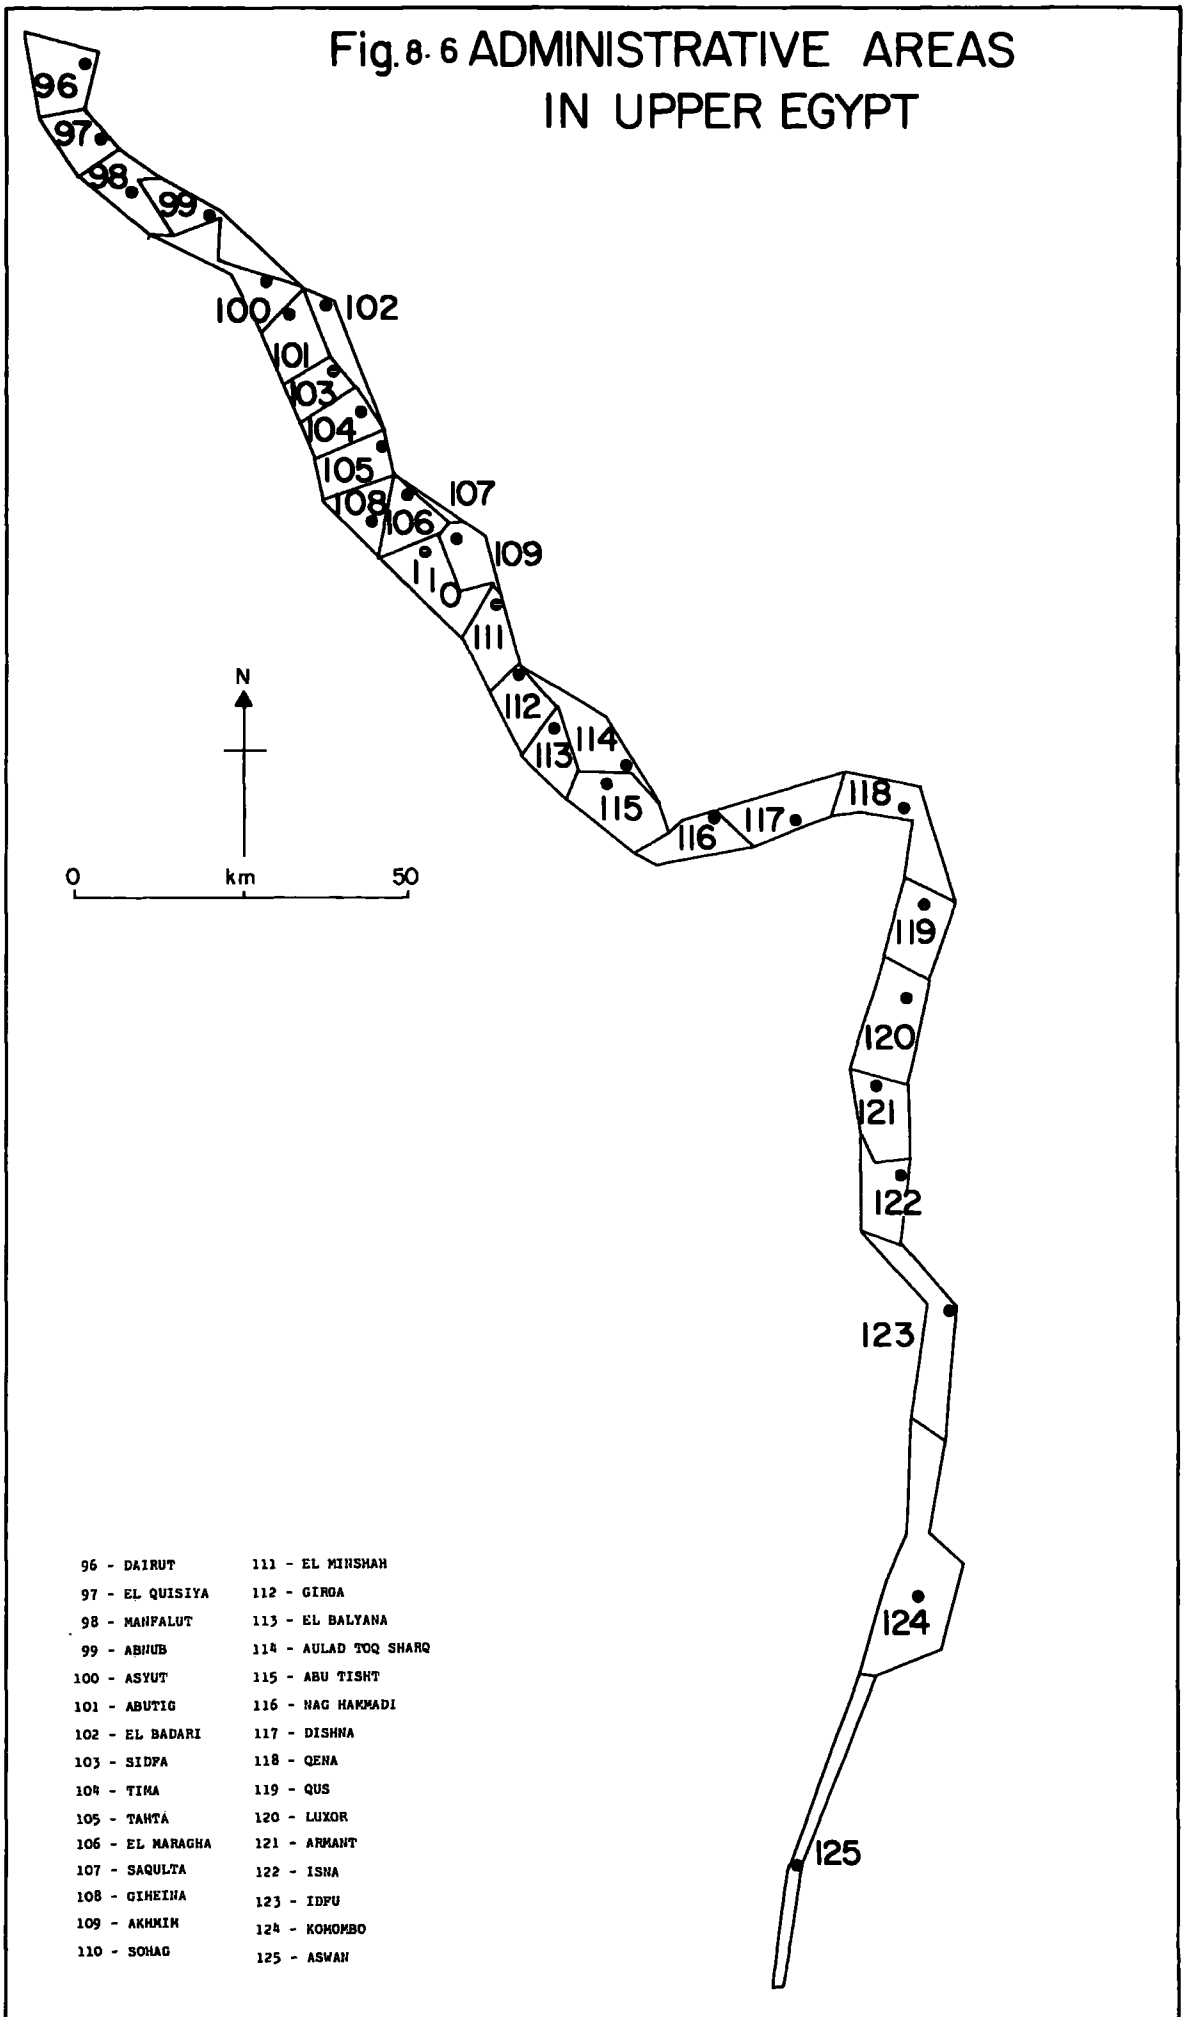 Fig. 8.6 ADMINISTRATIVE AREAS
IN UPPER EGYPT
96
97
98
99
100
102
101
103
104
105
107
108
106
109
110
111
N
112
114
113
115
118
116
117
0 km 50
119
120
121
122
123
124
125
96 - DAIRUT
97 - EL QUISIYA
98 - MANFALUT
99 - ABNUB
100 - ASYUT
101 - ABUTIG
102 - EL BADARI
103 - SIDFA
104 - TIMA
105 - TAHTA
106 - EL MARAGHA
107 - SAQULTA
108 - GIHEINA
109 - AKHMIM
110 - SOHAG
111 - EL MINSHAH
112 - GIRGA
113 - EL BALYANA
114 - AULAD TOQ SHARQ
115 - ABU TISHT
116 - NAG HAMMADI
117 - DISHNA
118 - QENA
119 - QUS
120 - LUXOR
121 - ARMANT
122 - ISNA
123 - IDFU
124 - KOMOMBO
125 - ASWAN